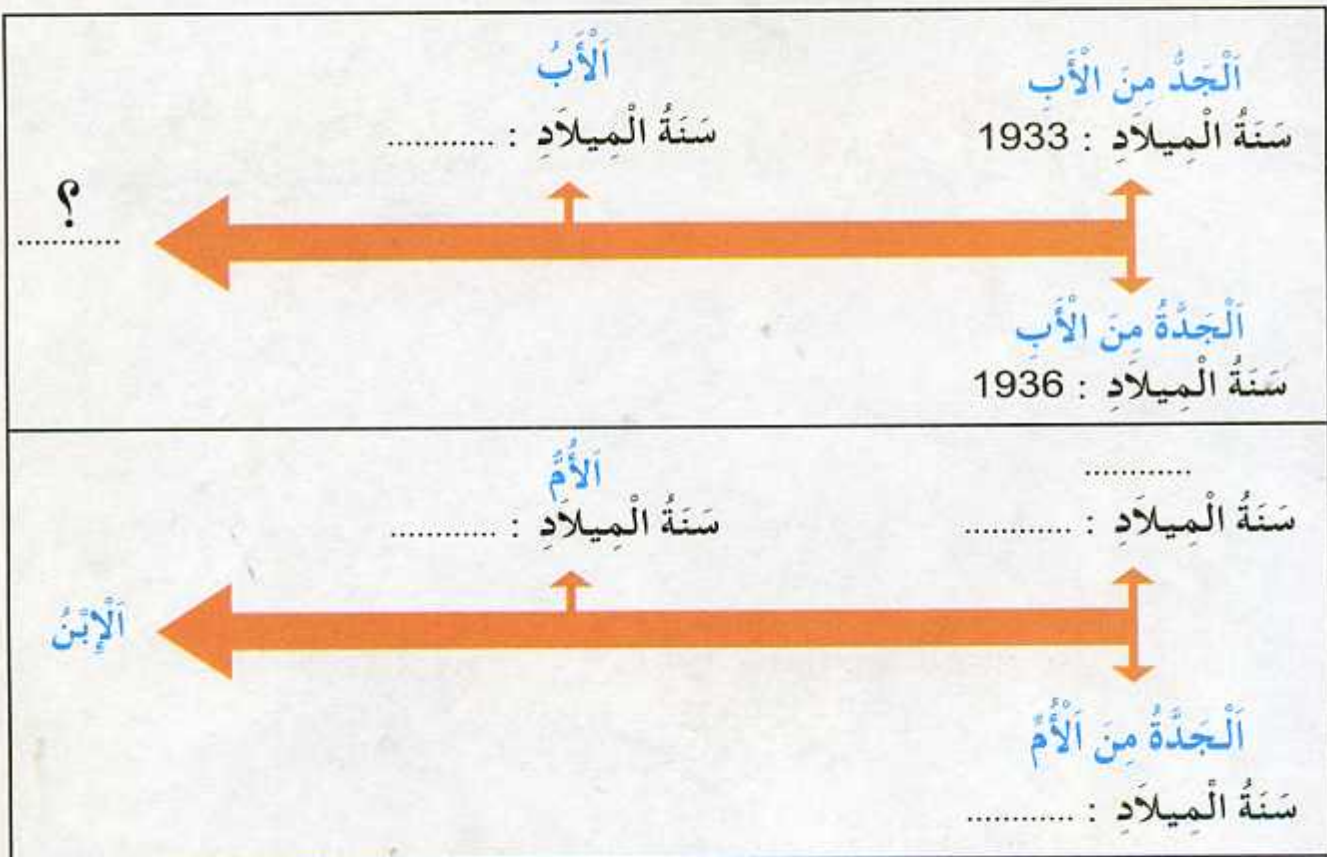 اَلْجَدُّ مِنَ الْأَبِ
سَنَةُ الْمِيلَادِ : 1933
اَلْأَبُ
سَنَةُ الْمِيلَادِ : ............
؟
............
اَلْجَدَّةُ مِنَ الْأَبِ
سَنَةُ الْمِيلَادِ : 1936
............
سَنَةُ الْمِيلَادِ : ............
اَلْأُمُّ
سَنَةُ الْمِيلَادِ : ............
اَلْإِبْنُ
اَلْجَدَّةُ مِنَ اَلْأُمِّ
سَنَةُ الْمِيلَادِ : ............